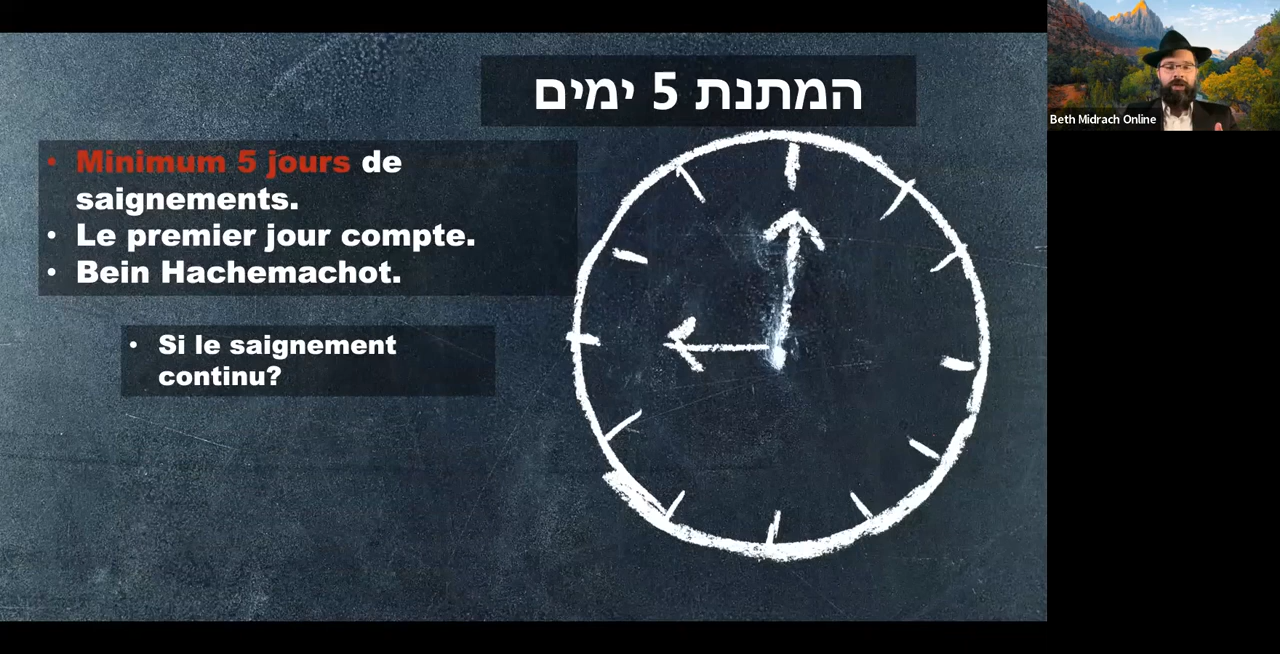 המתנת 5 ימים
• Minimum 5 jours de
saignements.
• Le premier jour compte.
• Bein Hachemachot.
• Si le saignement
continu?
Beth Midrach Online